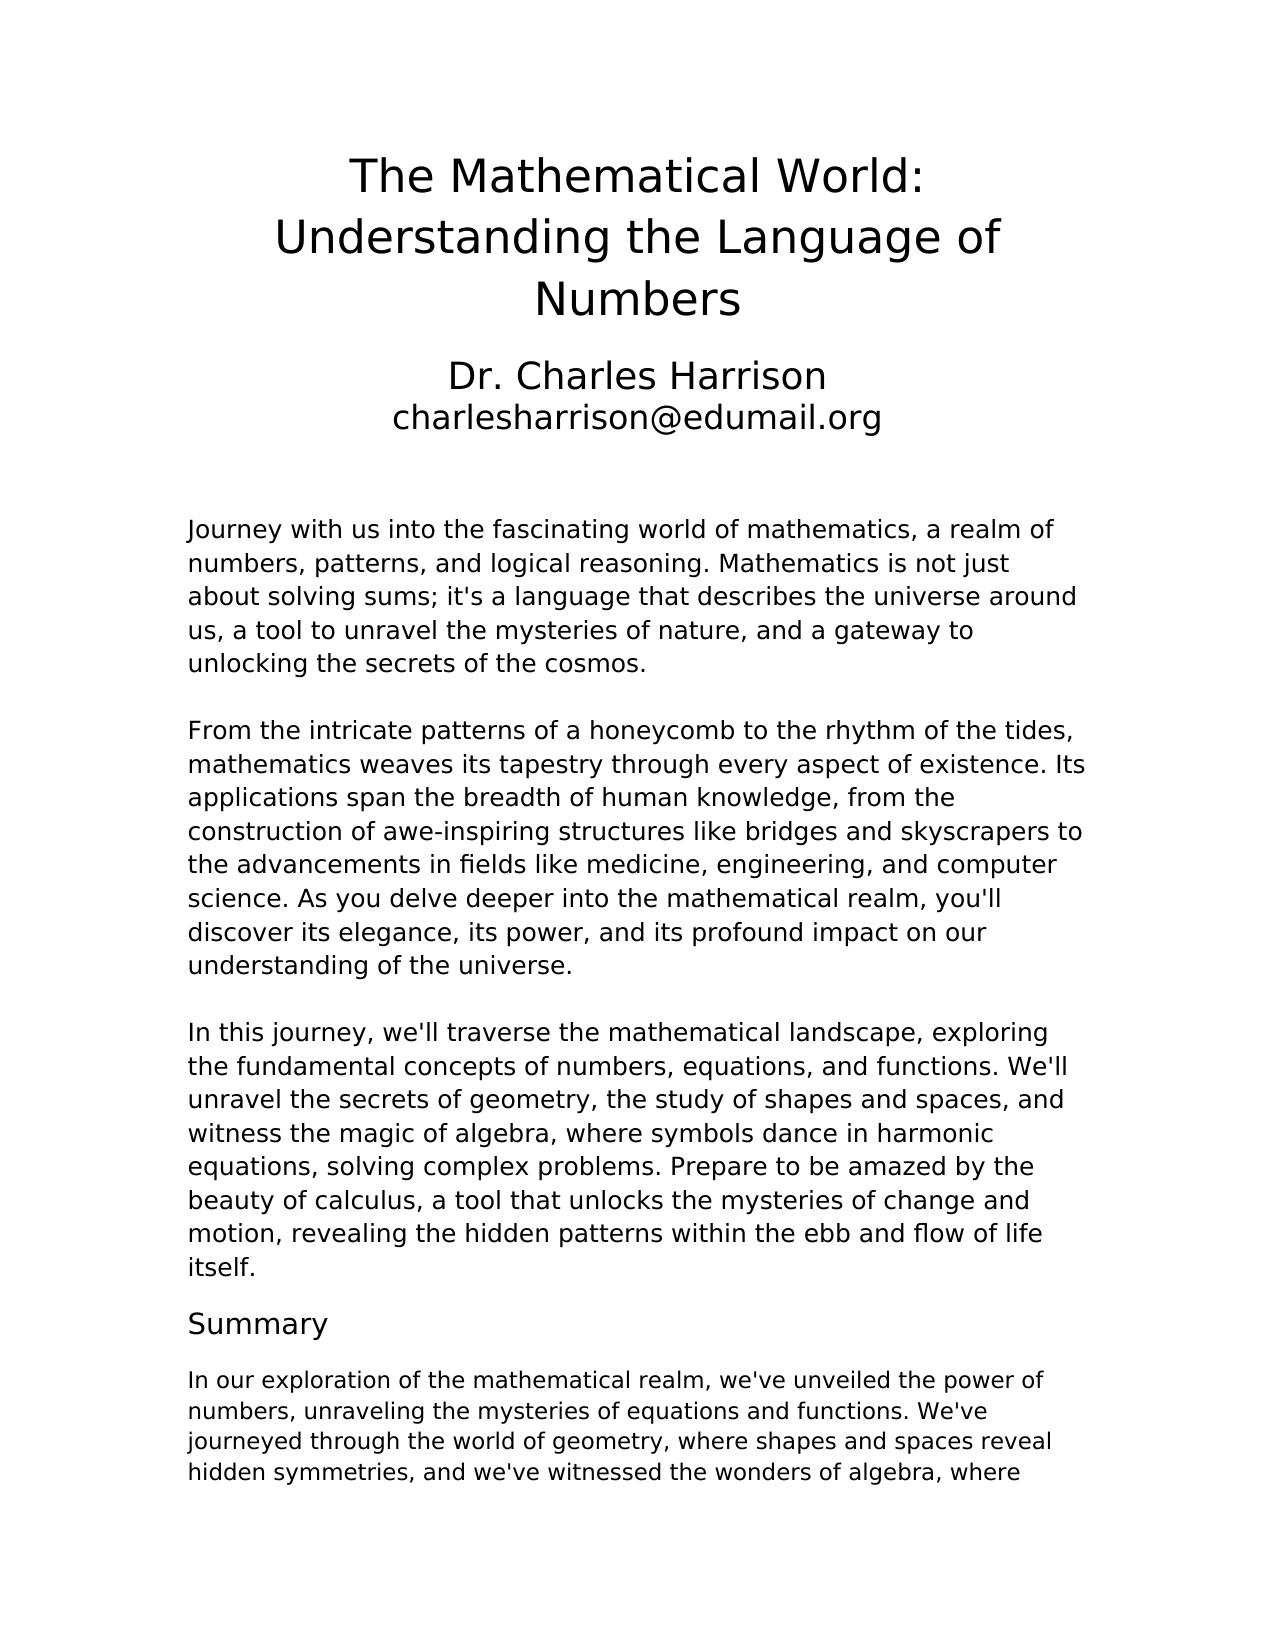 The Mathematical World:
Understanding the Language of
Numbers
Dr. Charles Harrison
charlesharrison@edumail.org
Journey with us into the fascinating world of mathematics, a realm of
numbers, patterns, and logical reasoning. Mathematics is not just
about solving sums; it's a language that describes the universe around
us, a tool to unravel the mysteries of nature, and a gateway to
unlocking the secrets of the cosmos.
From the intricate patterns of a honeycomb to the rhythm of the tides,
mathematics weaves its tapestry through every aspect of existence. Its
applications span the breadth of human knowledge, from the
construction of awe-inspiring structures like bridges and skyscrapers to
the advancements in fields like medicine, engineering, and computer
science. As you delve deeper into the mathematical realm, you'll
discover its elegance, its power, and its profound impact on our
understanding of the universe.
In this journey, we'll traverse the mathematical landscape, exploring
the fundamental concepts of numbers, equations, and functions. We'll
unravel the secrets of geometry, the study of shapes and spaces, and
witness the magic of algebra, where symbols dance in harmonic
equations, solving complex problems. Prepare to be amazed by the
beauty of calculus, a tool that unlocks the mysteries of change and
motion, revealing the hidden patterns within the ebb and flow of life
itself.
Summary
In our exploration of the mathematical realm, we've unveiled the power of
numbers, unraveling the mysteries of equations and functions. We've
journeyed through the world of geometry, where shapes and spaces reveal
hidden symmetries, and we've witnessed the wonders of algebra, where